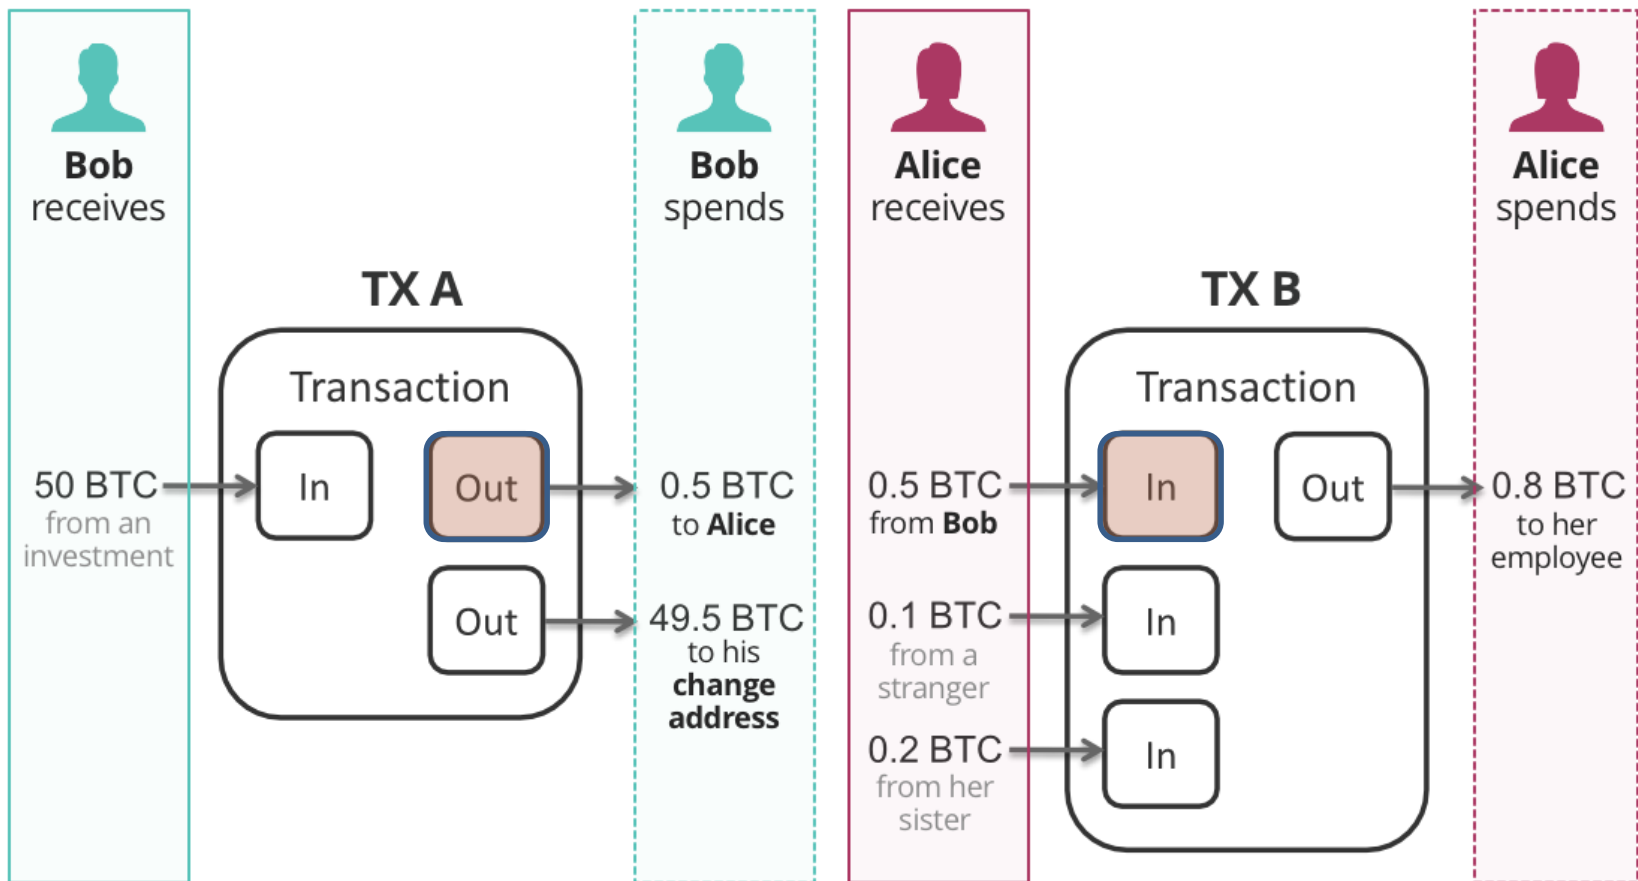 Bob
receives
Bob
spends
Alice
receives
Alice
spends
TX A
Transaction
50 BTC
from an
investment
In
Out
0.5 BTC
to Alice
Out
49.5 BTC
to his
change
address
TX B
Transaction
0.5 BTC
from Bob
In
Out
0.8 BTC
to her
employee
0.1 BTC
from a
stranger
In
0.2 BTC
from her
sister
In